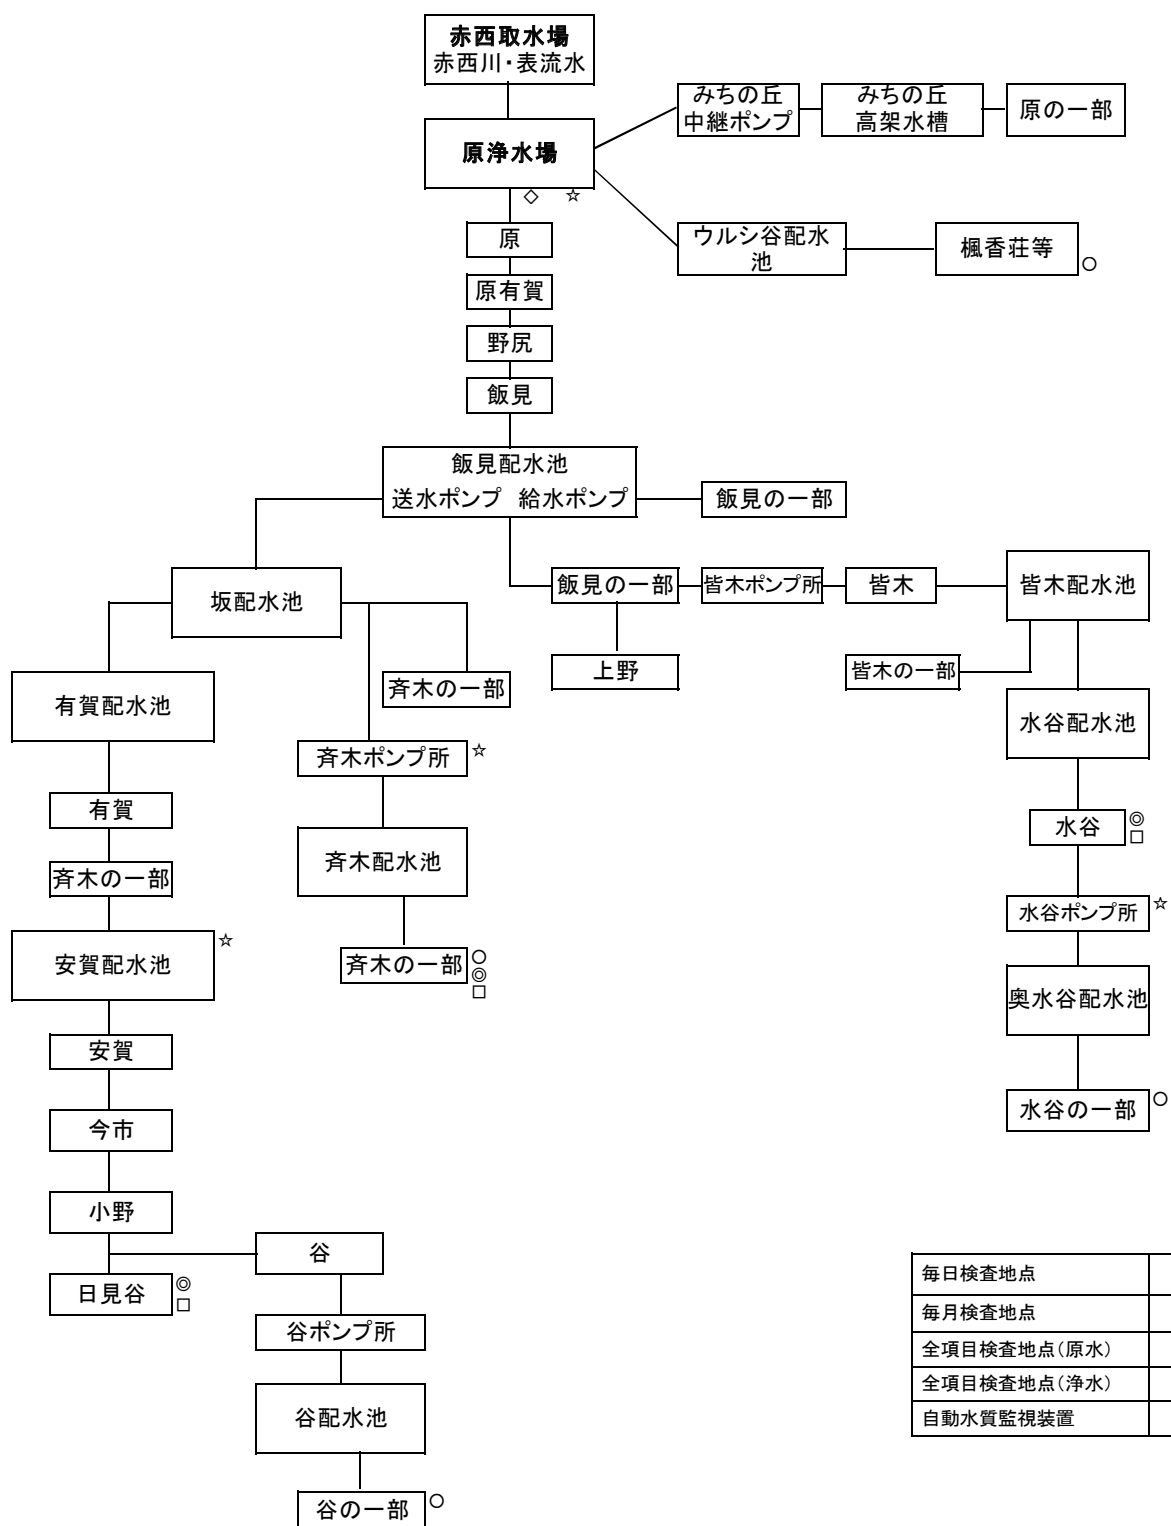 赤西取水場
赤西川・表流水
みちの丘
中継ポンプ
みちの丘
高架水槽
原の一部
原浄水場
◇ ☆
原
ウルシ谷配水
池
楓香荘等
○
原有賀
野尻
飯見
飯見配水池
送水ポンプ 給水ポンプ
飯見の一部
坂配水池
飯見の一部
皆木ポンプ所
皆木
皆木配水池
上野
皆木の一部
有賀配水池
斉木の一部
水谷配水池
斉木ポンプ所
☆
有賀
斉木配水池
水谷
◎
□
斉木の一部
水谷ポンプ所
☆
安賀配水池
☆
斉木の一部
○
◎
□
奥水谷配水池
安賀
水谷の一部
○
今市
小野
谷
日見谷
◎
□
谷ポンプ所
谷配水池
谷の一部
○
毎日検査地点
毎月検査地点
全項目検査地点(原水)
全項目検査地点(浄水)
自動水質監視装置